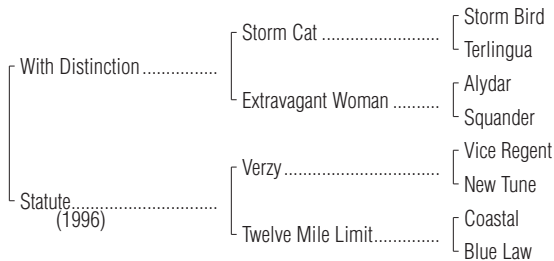 Storm Bird
Storm Cat ........................
Terlingua
With Distinction...............
Alydar
Extravagant Woman .........
Squander
Vice Regent
Verzy...............................
New Tune
Statute.............................
(1996)
Coastal
Twelve Mile Limit.............
Blue Law